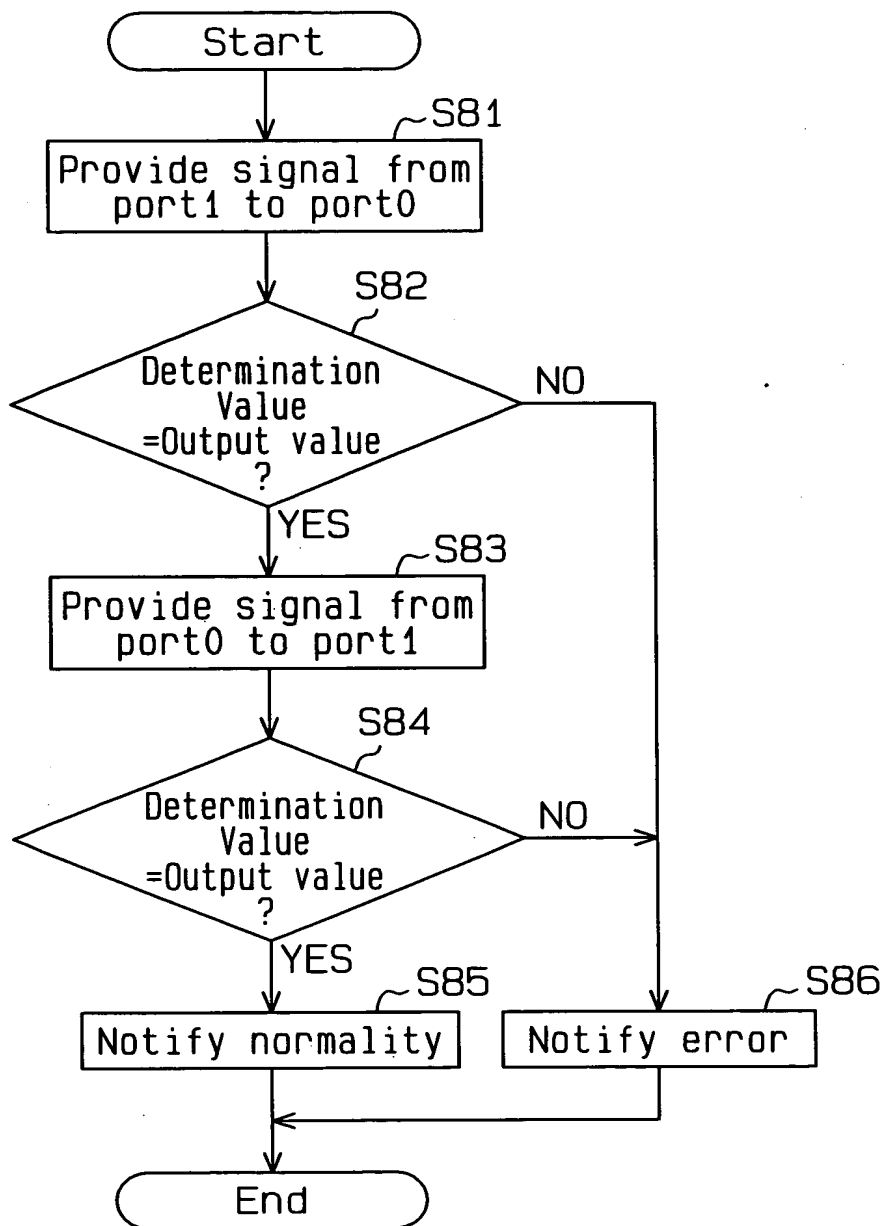 Start
S81
Provide signal from
port1 to port0
S82
Determination
Value
=Output value
?
NO
YES
S83
Provide signal from
port0 to port1
S84
Determination
Value
=Output value
?
NO
YES
S85
Notify normality
S86
Notify error
End